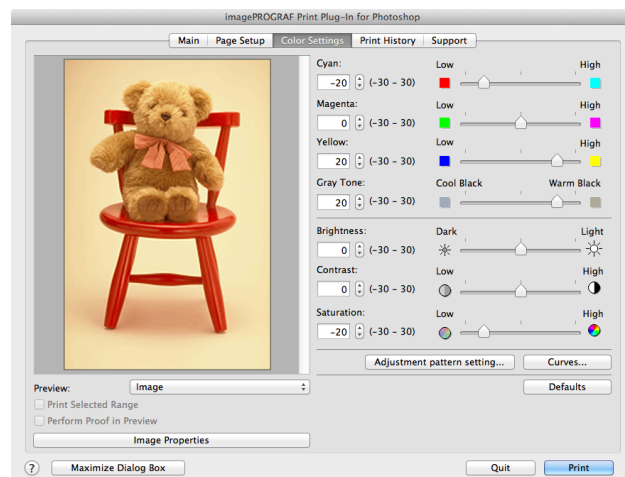 imagePROGRAF Print Plug-In for Photoshop
Main Page Setup Color Settings Print History Support
Cyan: Low High
-20 (-30 - 30)
Magenta: Low High
0 (-30 - 30)
Yellow: Low High
20 (-30 - 30)
Gray Tone: Cool Black Warm Black
20 (-30 - 30)
Brightness: Dark Light
0 (-30 - 30)
Contrast: Low High
0 (-30 - 30)
Saturation: Low High
-20 (-30 - 30)
Adjustment pattern setting... Curves...
Preview: Image Defaults
Print Selected Range
Perform Proof in Preview
Image Properties
? Maximize Dialog Box Quit Print